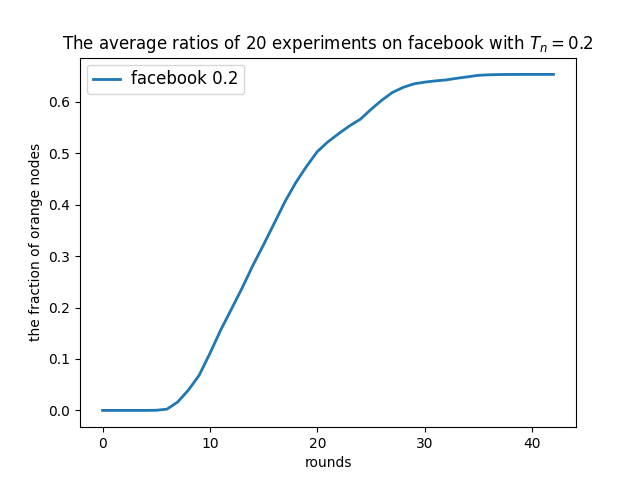 The average ratios of 20 experiments on facebook with $T_n = 0.2$
facebook 0.2
0.6
0.5
0.4
0.3
0.2
0.1
0.0
the fraction of orange nodes
0 10 20 30 40
rounds